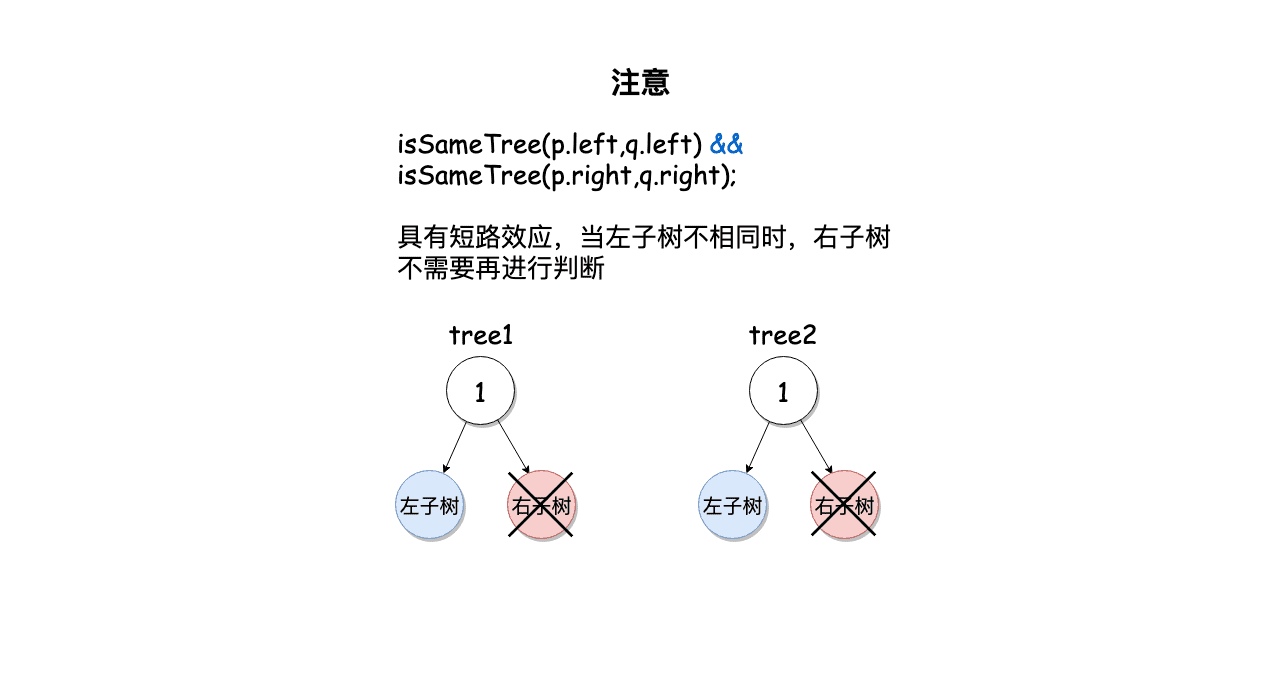 注意
isSameTree(p.left,q.left) &&
isSameTree(p.right,q.right);
具有短路效应，当左子树不相同时，右子树
不需要再进行判断
tree1
tree2
1
1
左子树
右子树
左子树
右子树